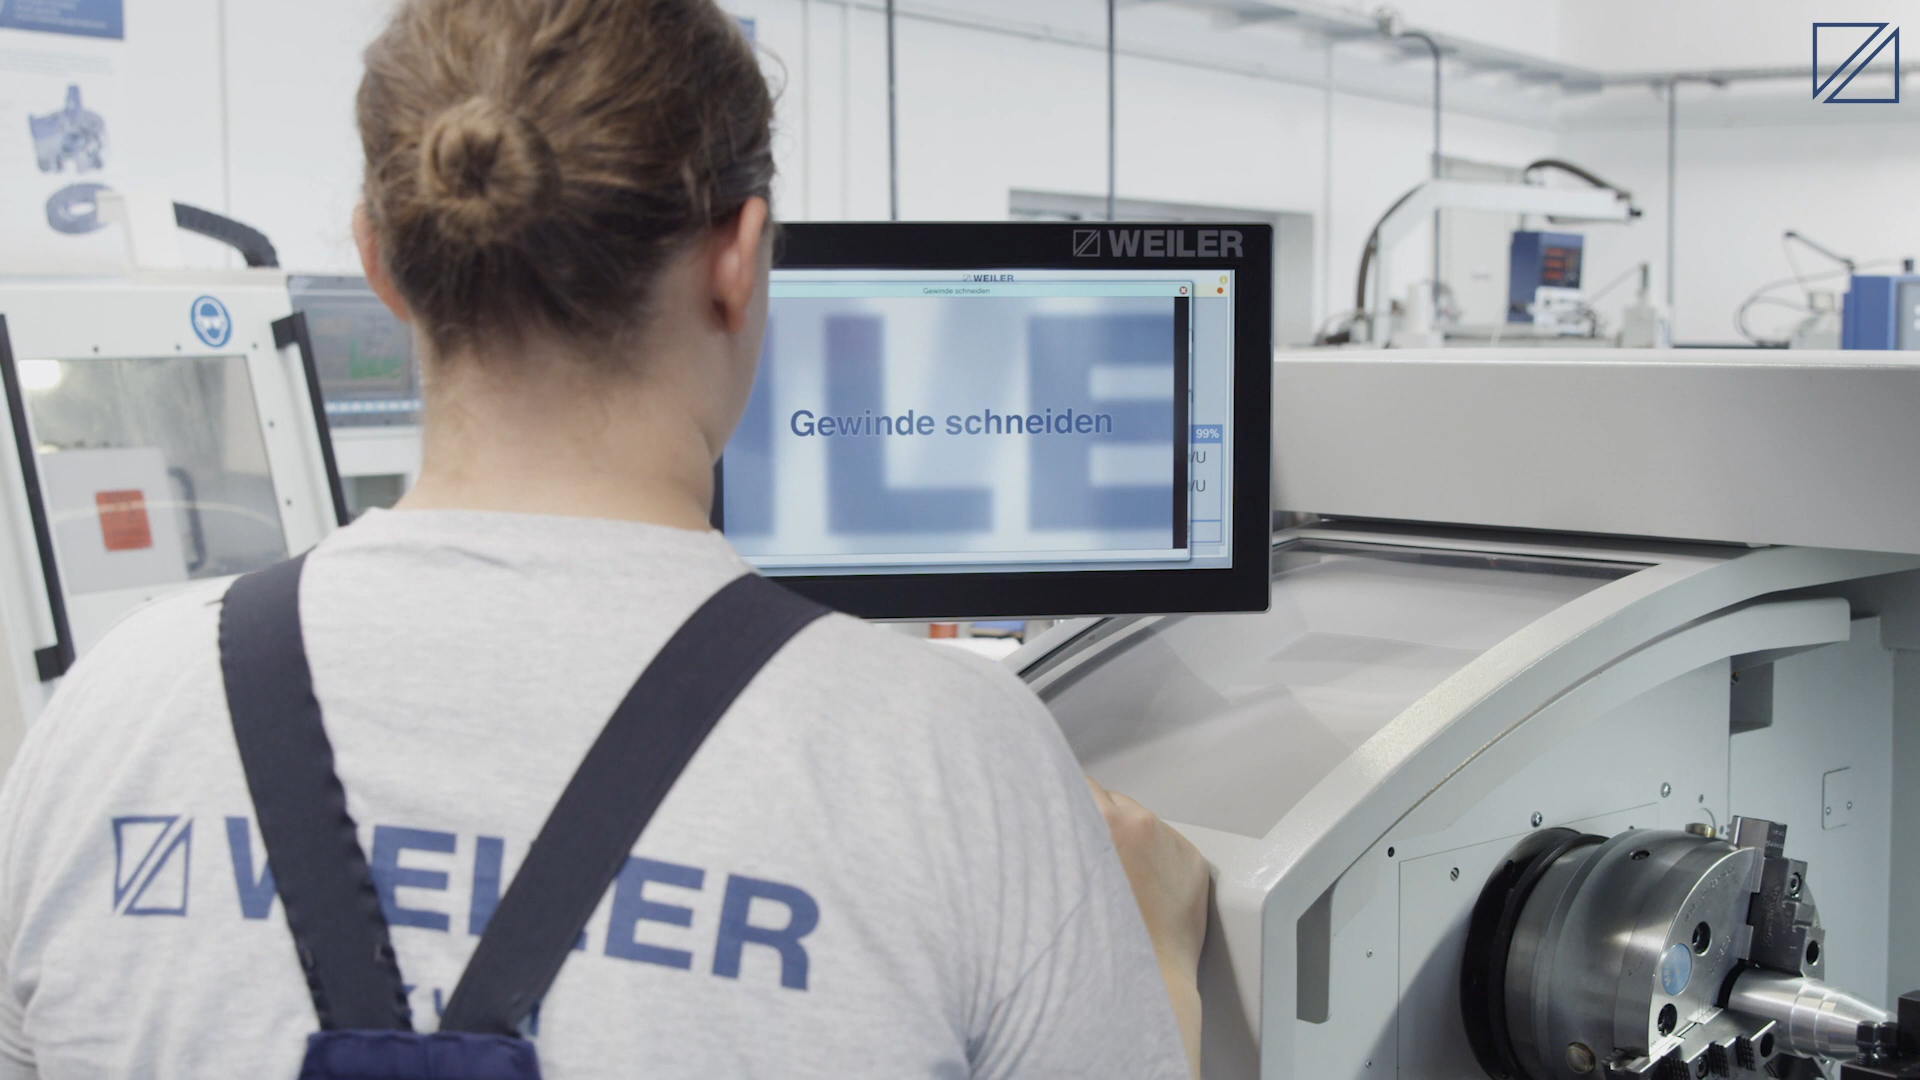 WEILER
WEILER
Gewinde schneiden
Gewinde schneiden
99%
/U
/U
WEILER